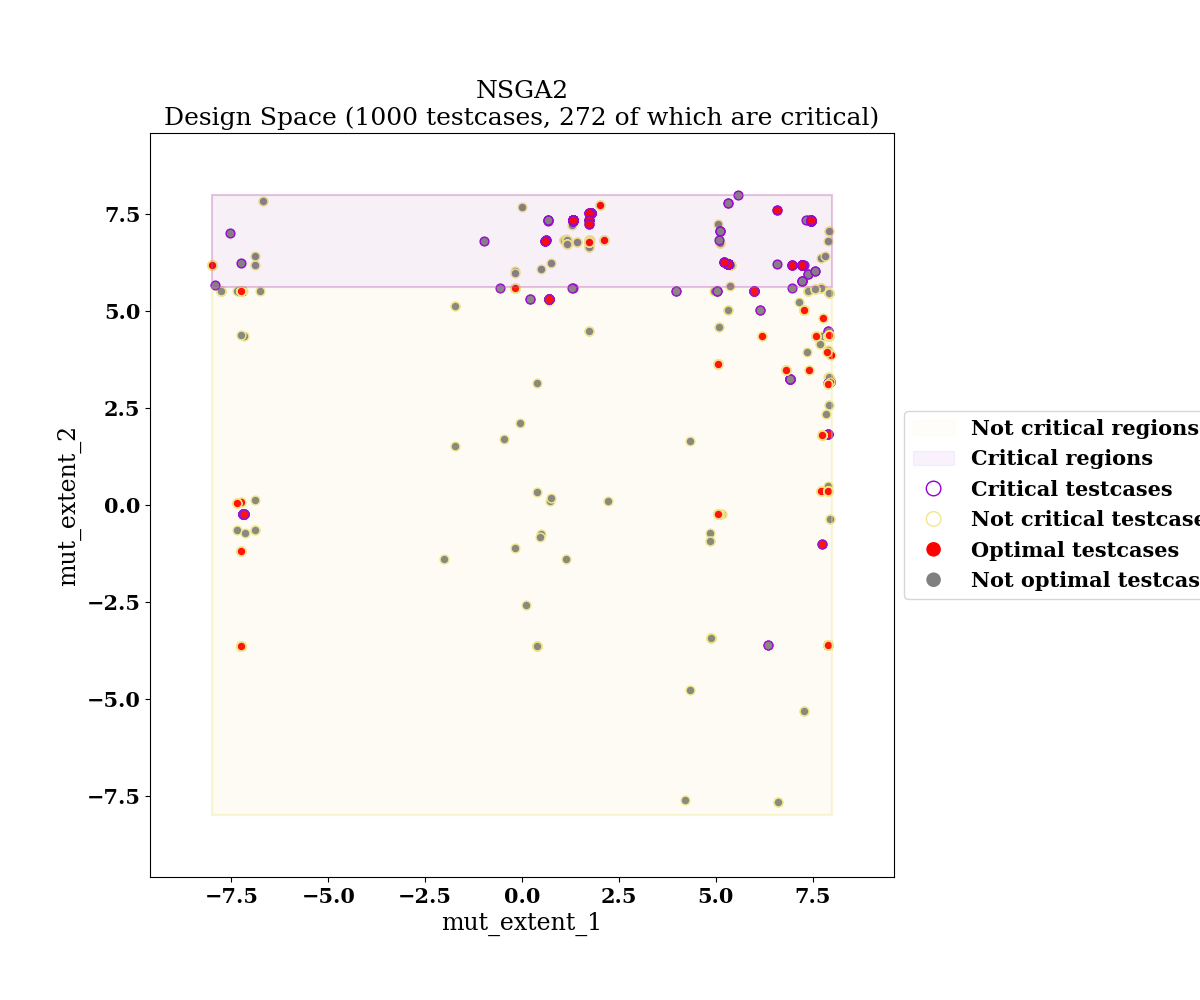 NSGA2
Design Space (1000 testcases, 272 of which are critical)
7.5
5.0
2.5
0.0
−2.5
−5.0
−7.5
mut_extent_2
−7.5 −5.0 −2.5 0.0 2.5 5.0 7.5
mut_extent_1
Not critical regions
Critical regions
Critical testcases
Not critical testcase
Optimal testcases
Not optimal testcas